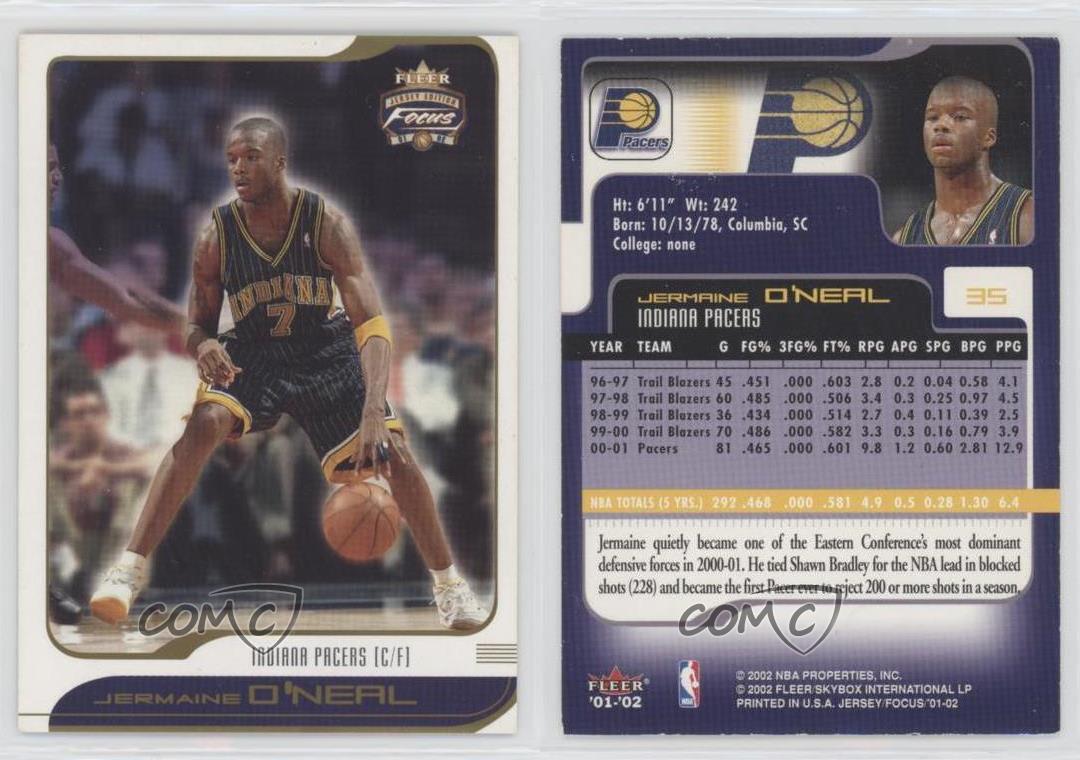 FLEER
JERSEY EDITION
Focus
01 02
INDIANA
7
INDIANA PACERS (C/F)
JERMAINE O'NEAL
COMC
Pacers
Ht: 6'11" Wt: 242
Born: 10/13/78, Columbia, SC
College: none
35
JERMAINE O'NEAL
INDIANA PACERS
YEAR TEAM G FG% 3FG% FT% RPG APG SPG BPG PPG
96-97 Trail Blazers 45 .451 .000 .603 2.8 0.2 0.04 0.58 4.1
97-98 Trail Blazers 60 .485 .000 .506 3.4 0.3 0.25 0.97 4.5
98-99 Trail Blazers 36 .434 .000 .514 2.7 0.4 0.11 0.39 2.5
99-00 Trail Blazers 70 .486 .000 .582 3.3 0.3 0.16 0.79 3.9
00-01 Pacers 81 .465 .000 .601 9.8 1.2 0.60 2.81 12.9
NBA TOTALS (5 YRS.) 292 .468 .000 .581 4.9 0.5 0.28 1.30 6.4
Jermaine quietly became one of the Eastern Conference's most dominant
defensive forces in 2000-01. He tied Shawn Bradley for the NBA lead in blocked
shots (228) and became the first Pacer ever to reject 200 or more shots in a season.
COMC
FLEER
'01-'02
NBA
© 2002 NBA PROPERTIES, INC.
© 2002 FLEER/SKYBOX INTERNATIONAL LP
PRINTED IN U.S.A. JERSEY/FOCUS/'01-02